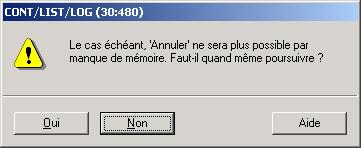 CONT/LIST/LOG (30:480)
Le cas échéant, 'Annuler' ne sera plus possible par
manque de mémoire. Faut-il quand même poursuivre ?
Oui
Non
Aide